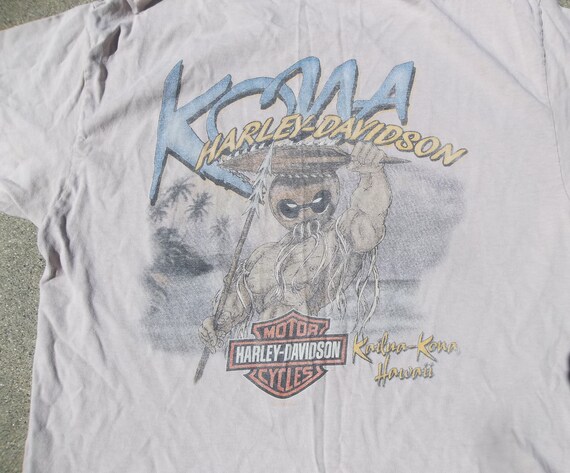 KONA
HARLEY-DAVIDSON
MOTOR
HARLEY-DAVIDSON
CYCLES
Kailua-Kona
Hawaii